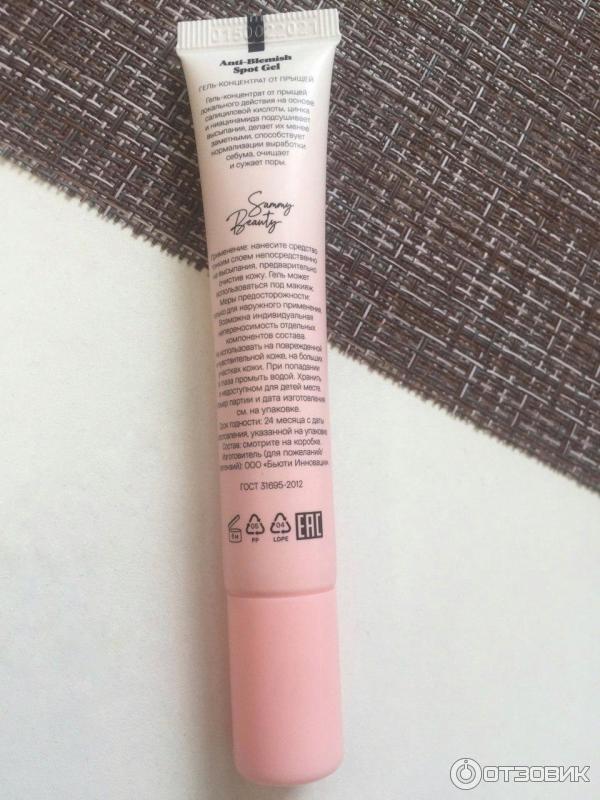 0150022021
Anti-Blemish
Spot Gel
ГЕЛЬ-КОНЦЕНТРАТ ОТ ПРЫЩЕЙ
Гель-концентрат от прыщей
локального действия на основе
салициловой кислоты, цинка
и ниацинамида подсушивает
высыпания, делает их менее
заметными, способствует
нормализации выработки
себума, очищает
и сужает поры.
Sammy
Beauty
Применение: нанесите средство
тонким слоем непосредственно
на высыпания, предварительно
очистив кожу. Гель может
использоваться под макияж.
Меры предосторожности:
только для наружного применения.
Возможна индивидуальная
непереносимость отдельных
компонентов состава.
использовать на поврежденной
чувствительной коже, на больших
участках кожи. При попадании
глаза промыть водой. Хранить
недоступном для детей месте.
партии и дата изготовления
см. на упаковке.
Срок годности: 24 месяца с даты
изготовления, указанной на упаковке.
Состав: смотрите на коробке.
Изготовитель (для пожеланий/
ООО «Бьюти Инновации
ГОСТ 31695-2012
6 М
05
PP
04
LDPE
EAC
ОТЗОВИК